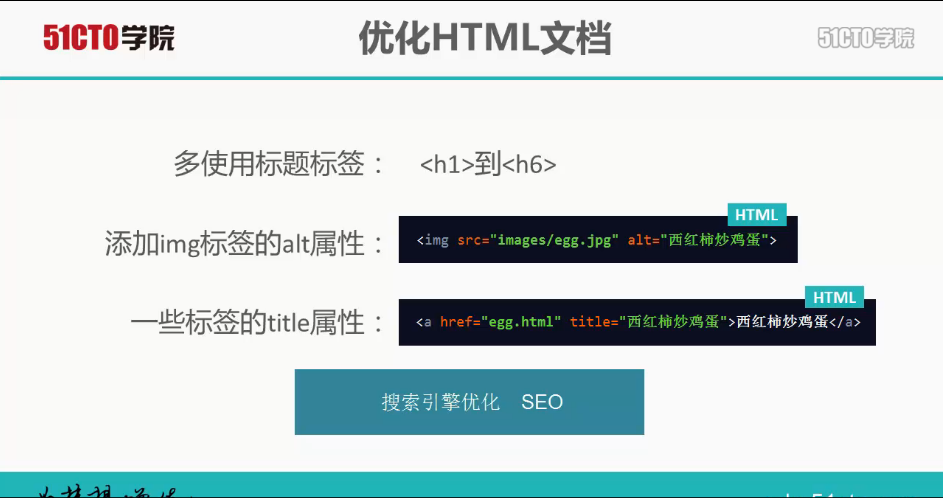 51CTO学院
优化HTML文档
51CTO学院
多使用标题标签： <h1>到<h6>
HTML
添加img标签的alt属性： <img src="images/egg.jpg" alt="西红柿炒鸡蛋">
HTML
一些标签的title属性： <a href="egg.html" title="西红柿炒鸡蛋">西红柿炒鸡蛋</a>
搜索引擎优化 SEO